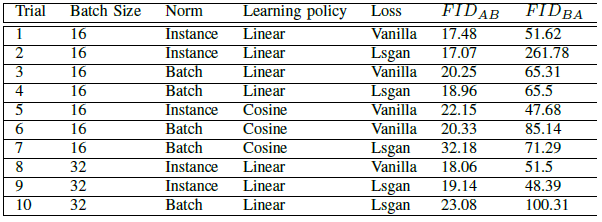 Trial Batch Size Norm Learning policy Loss FID_AB FID_BA
1 16 Instance Linear Vanilla 17.48 51.62
2 16 Instance Linear Lsgan 17.07 261.78
3 16 Batch Linear Vanilla 20.25 65.31
4 16 Batch Linear Lsgan 18.96 65.5
5 16 Instance Cosine Vanilla 22.15 47.68
6 16 Batch Cosine Vanilla 20.33 85.14
7 16 Batch Cosine Lsgan 32.18 71.29
8 32 Instance Linear Vanilla 18.06 51.5
9 32 Instance Linear Lsgan 19.14 48.39
10 32 Batch Linear Lsgan 23.08 100.31